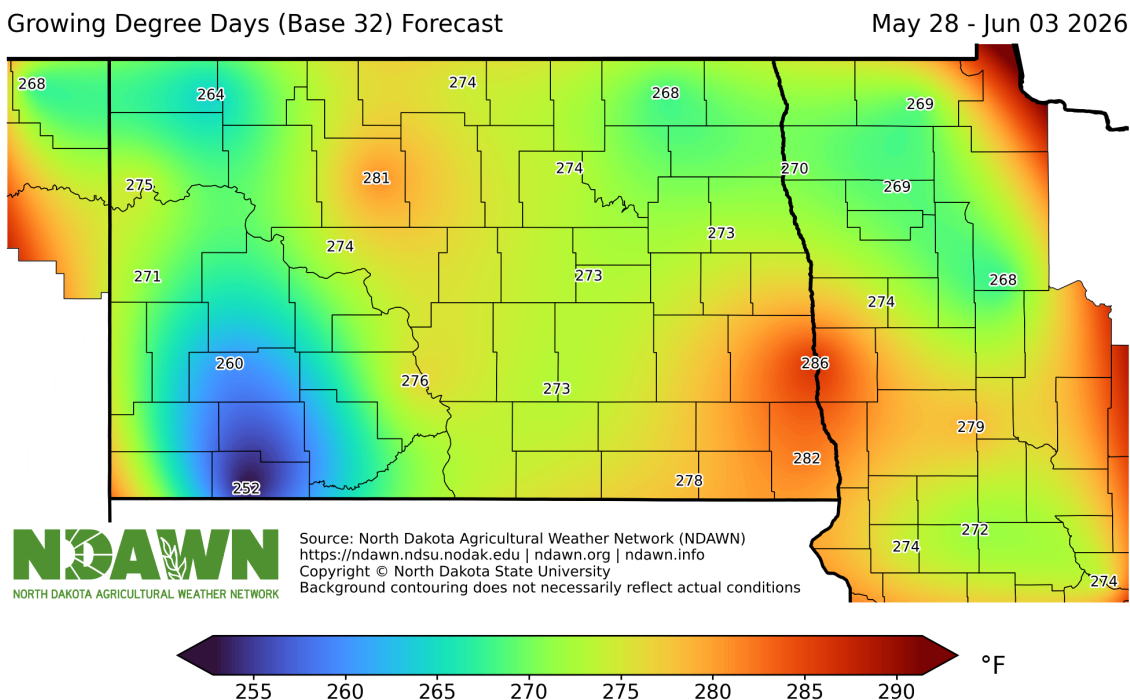 Growing Degree Days (Base 32) Forecast May 28 - Jun 03 2026
268 264 274 268 269
275 281 274 270 269
274 273
271 273 274 268
260 276 273 286
279
252 278 282
274 272
274
NDAWN
NORTH DAKOTA AGRICULTURAL WEATHER NETWORK
Source: North Dakota Agricultural Weather Network (NDAWN)
https://ndawn.ndsu.nodak.edu | ndawn.org | ndawn.info
Copyright © North Dakota State University
Background contouring does not necessarily reflect actual conditions
255 260 265 270 275 280 285 290 °F